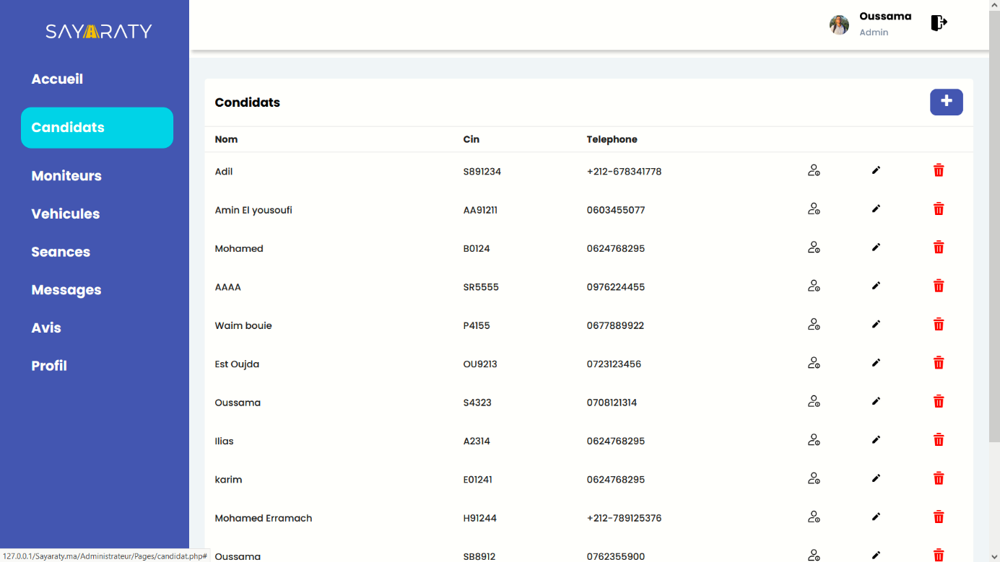 SAYARATY
Oussama
Admin
Accueil
Candidats
Moniteurs
Vehicules
Seances
Messages
Avis
Profil
Condidats
+
Nom Cin Telephone
Adil S891234 +212-678341778
Amin El yousoufi AA91211 0603455077
Mohamed B0124 0624768295
AAAA SR5555 0976224455
Waim bouie P4155 0677889922
Est Oujda OU9213 0723123456
Oussama S4323 0708121314
Ilias A2314 0624768295
karim E01241 0624768295
Mohamed Erramach H91244 +212-789125376
Oussama SB8912 0762355900
127.0.0.1/Sayaraty.ma/Administrateur/Pages/candidat.php#